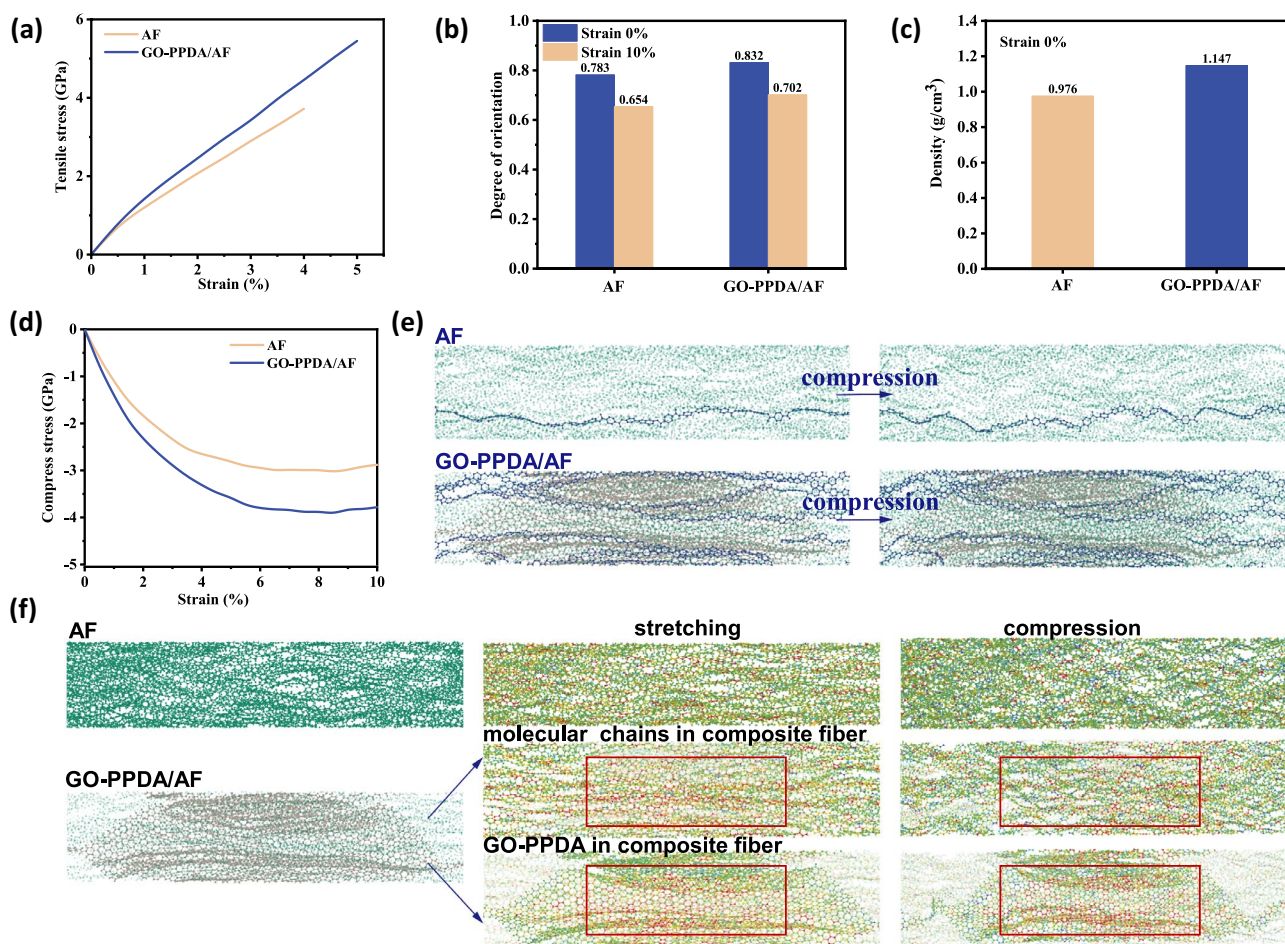 (a)
AF
GO-PPDA/AF
6
4
2
0
Tensile stress (GPa)
0 1 2 3 4 5
Strain (%)
(b)
Strain 0%
Strain 10%
1.0
0.8
0.6
0.4
0.2
0.0
Degree of orientation
0.783
0.654
0.832
0.702
AF GO-PPDA/AF
(c)
Strain 0%
1.4
1.2
1.0
0.8
0.6
0.4
0.2
0.0
Density (g/cm3)
0.976
1.147
AF GO-PPDA/AF
(d)
AF
GO-PPDA/AF
0
-1
-2
-3
-4
-5
Compress stress (GPa)
0 2 4 6 8 10
Strain (%)
(e)
AF
compression
GO-PPDA/AF
compression
(f)
AF
stretching
compression
molecular chains in composite fiber
GO-PPDA/AF
GO-PPDA in composite fiber